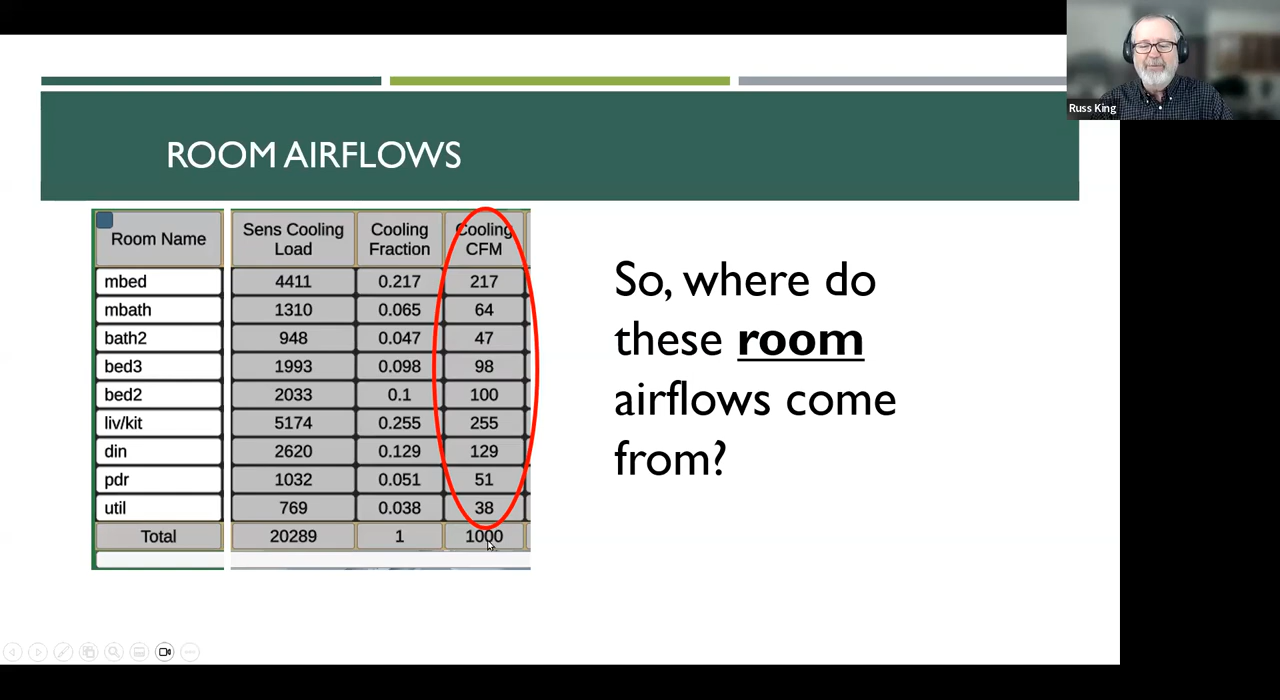 Russ King
ROOM AIRFLOWS
Room Name Sens Cooling Load Cooling Fraction Cooling CFM
mbed 4411 0.217 217
mbath 1310 0.065 64
bath2 948 0.047 47
bed3 1993 0.098 98
bed2 2033 0.1 100
liv/kit 5174 0.255 255
din 2620 0.129 129
pdr 1032 0.051 51
util 769 0.038 38
Total 20289 1 1000
So, where do
these room
airflows come
from?